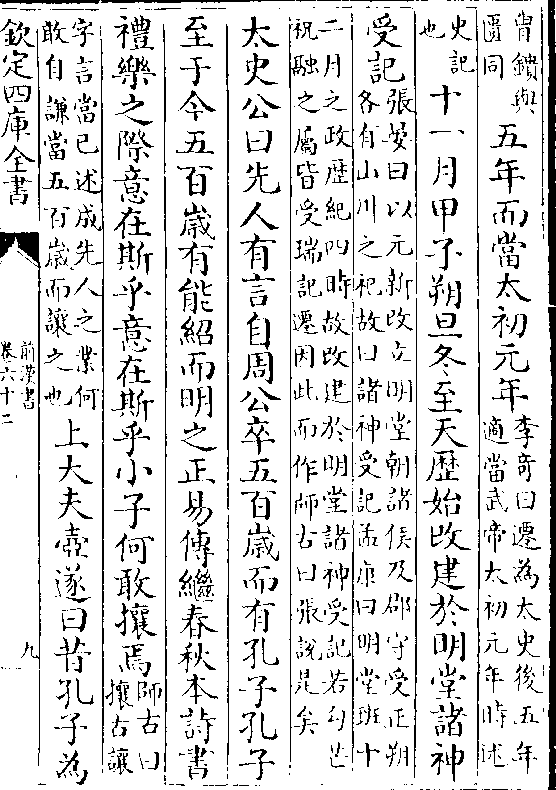 曹鐀與
匱同
五年而當太初元年
李奇曰遷為太史後五年
適當武帝太初元年時述
史記
也
十一月甲子朔旦冬至天歷始改建於明堂諸神
受記
張晏曰以元新改立明堂朝諸侯及郡守受正朔
各有山川之祀故曰諸神受記孟康曰明堂班十
二月之政歷紀四時故改建於明堂諸神受記若勾芒
祝融之屬皆受瑞記遷因此而作師古曰張說是矣
太史公曰先人有言自周公卒五百歲而有孔子孔子
至于今五百歲有能紹而明之正易傳繼春秋本詩書
禮樂之際意在斯乎意在斯乎小子何敢攘焉
師古曰
攘古讓
字言當已述成先人之業何
敢自謙當五百歲而讓之也
上大夫壺遂曰昔孔子為
欽定四庫全書
前漢書
卷六十二
九